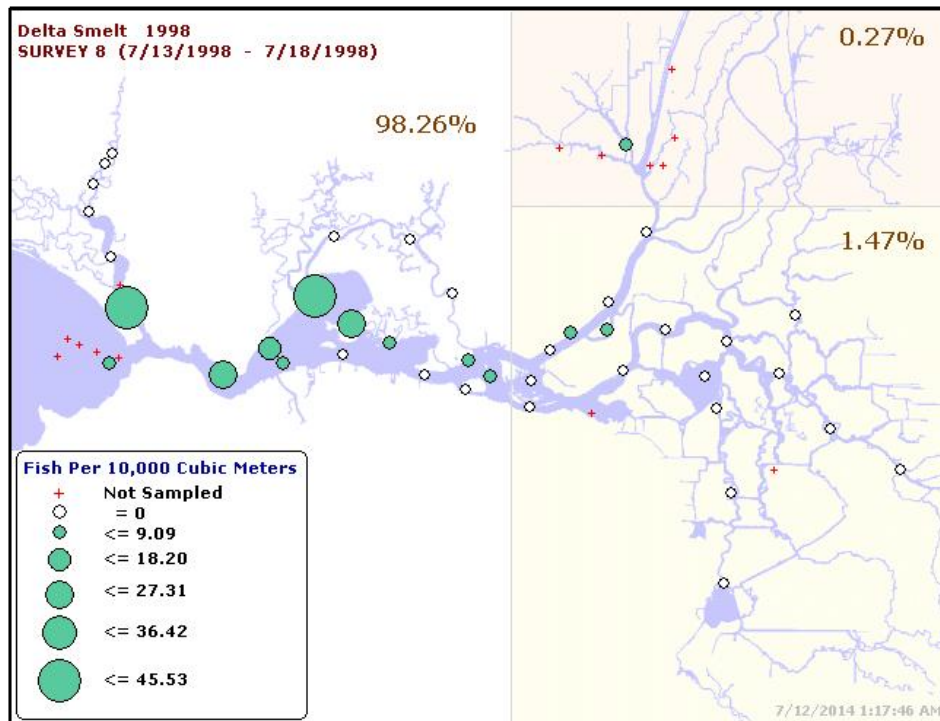 Delta Smelt 1998
SURVEY 8 (7/13/1998 - 7/18/1998)
98.26%
0.27%
1.47%
Fish Per 10,000 Cubic Meters
Not Sampled
= 0
<= 9.09
<= 18.20
<= 27.31
<= 36.42
<= 45.53
7/12/2014 1:17:46 AM